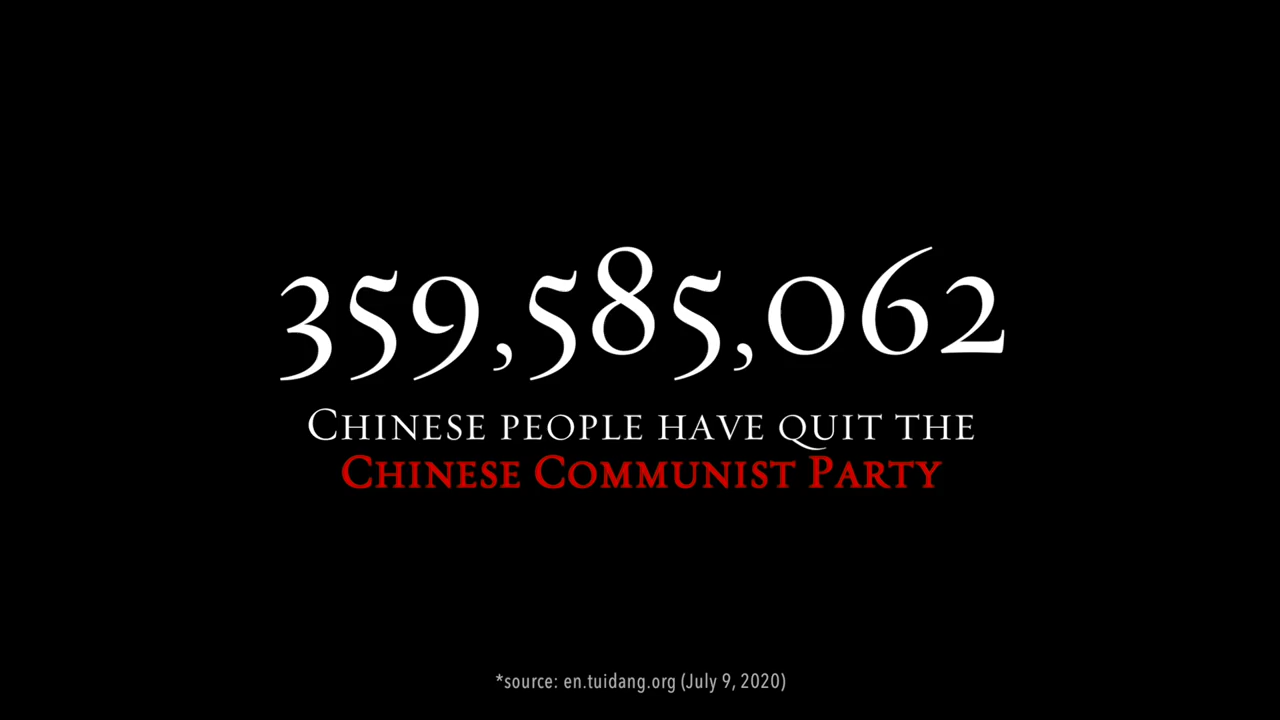 359,585,062
Chinese people have quit the
Chinese Communist Party
*source: en.tuidang.org (July 9, 2020)